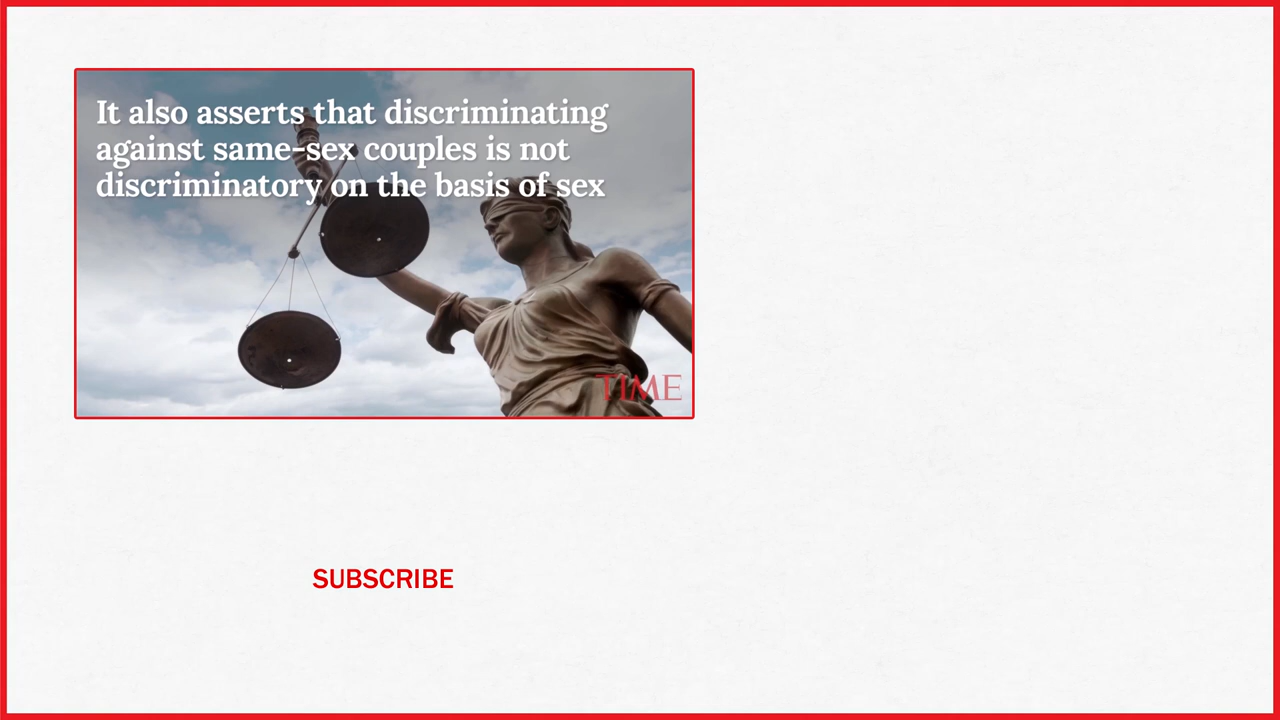 It also asserts that discriminating
against same-sex couples is not
discriminatory on the basis of sex
TIME
SUBSCRIBE